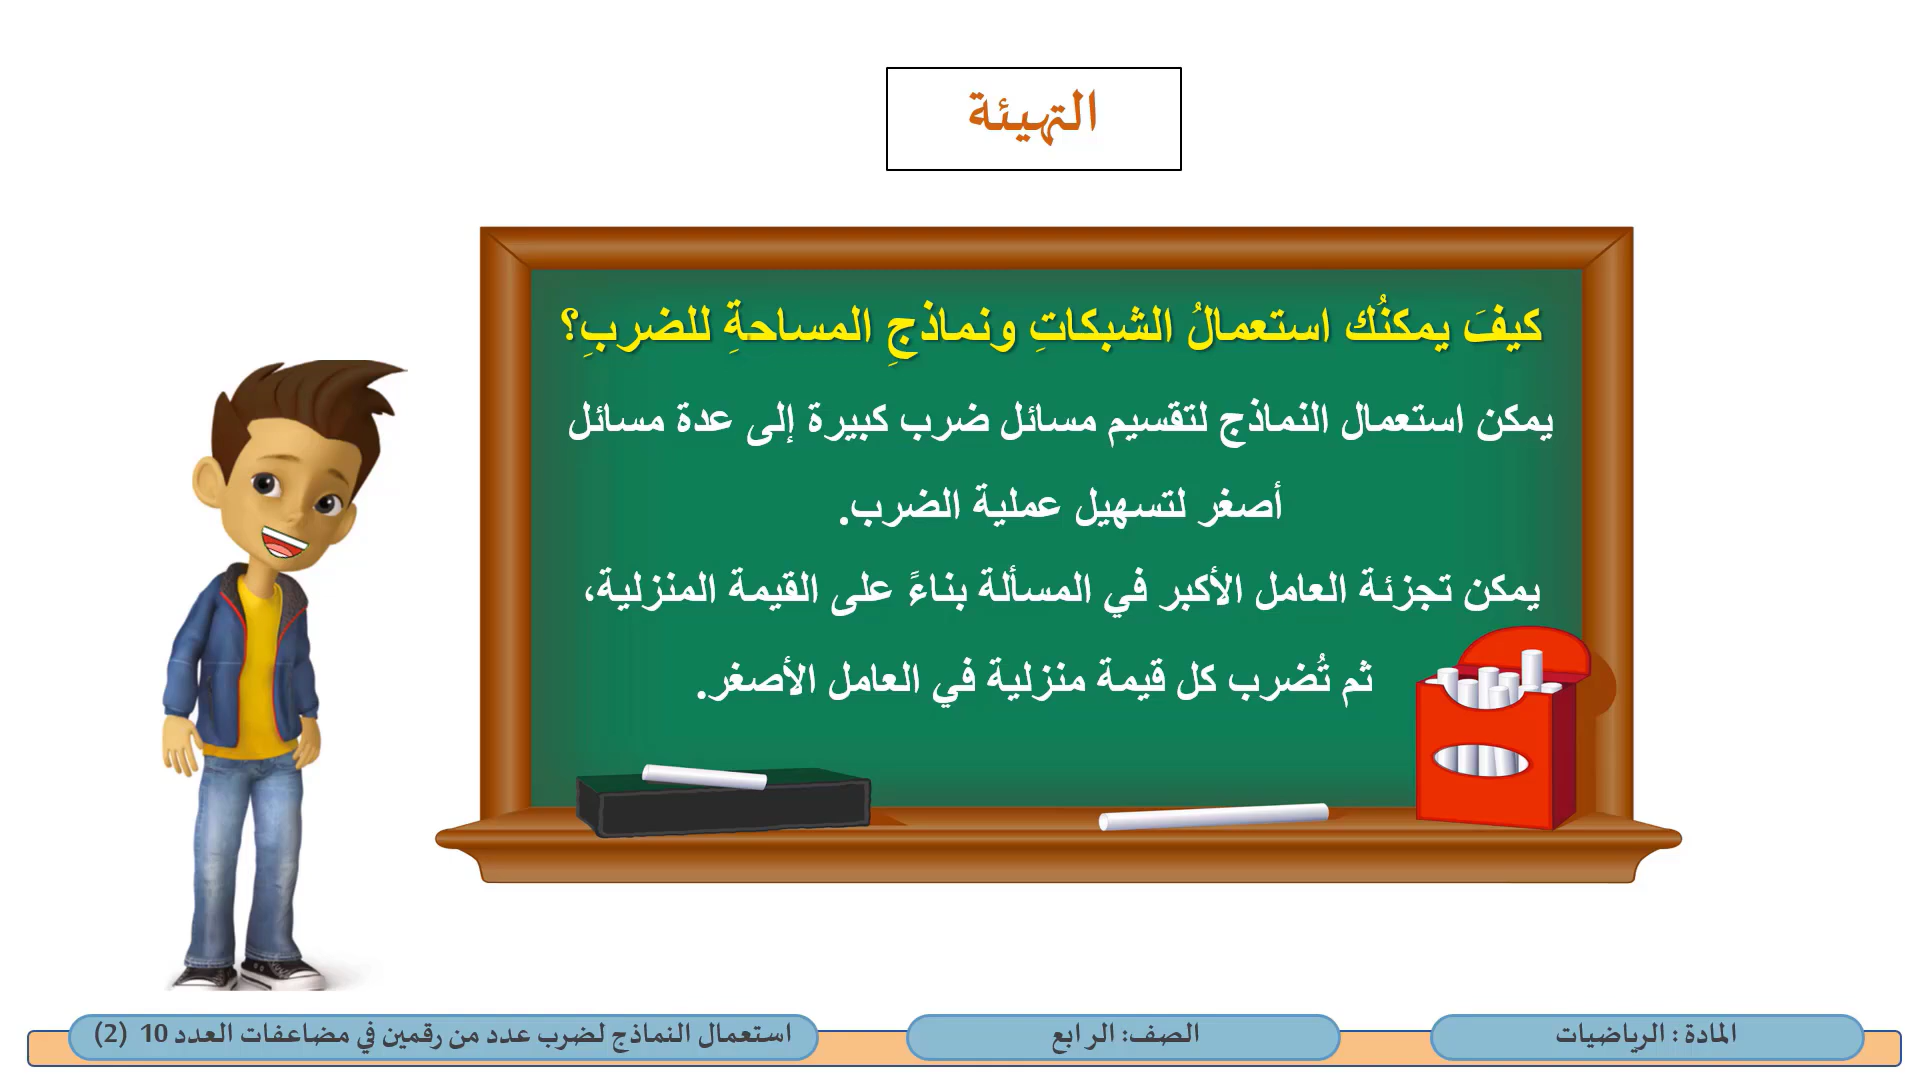 التهيئة
كيفَ يمكنُك استعمالُ الشبكاتِ ونماذجِ المساحةِ للضربِ؟
يمكن استعمال النماذج لتقسيم مسائل ضرب كبيرة إلى عدة مسائل
أصغر لتسهيل عملية الضرب.
يمكن تجزئة العامل الأكبر في المسألة بناءً على القيمة المنزلية،
ثم تُضرب كل قيمة منزلية في العامل الأصغر.
المادة : الرياضيات
الصف: الرابع
استعمال النماذج لضرب عدد من رقمين في مضاعفات العدد 10 (2)